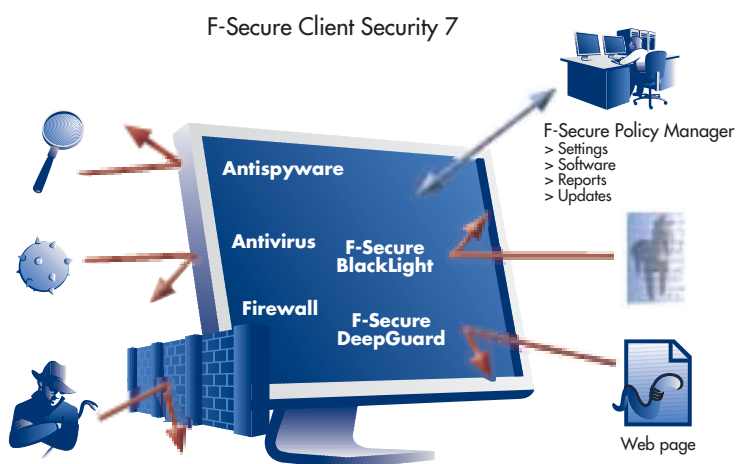 F-Secure Client Security 7
F-Secure Policy Manager
> Settings
> Software
> Reports
> Updates
Antispyware
Antivirus
F-Secure
BlackLight
Firewall
F-Secure
DeepGuard
Web page